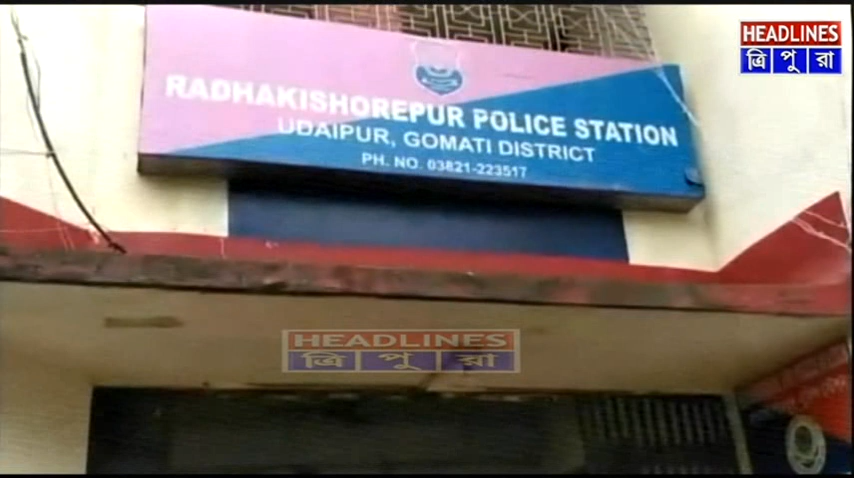 HEADLINES
ত্রিপুরা
RADHAKISHOREPUR POLICE STATION
UDAIPUR, GOMATI DISTRICT
PH. NO. 03821-223517
HEADLINES
ত্রিপুরা